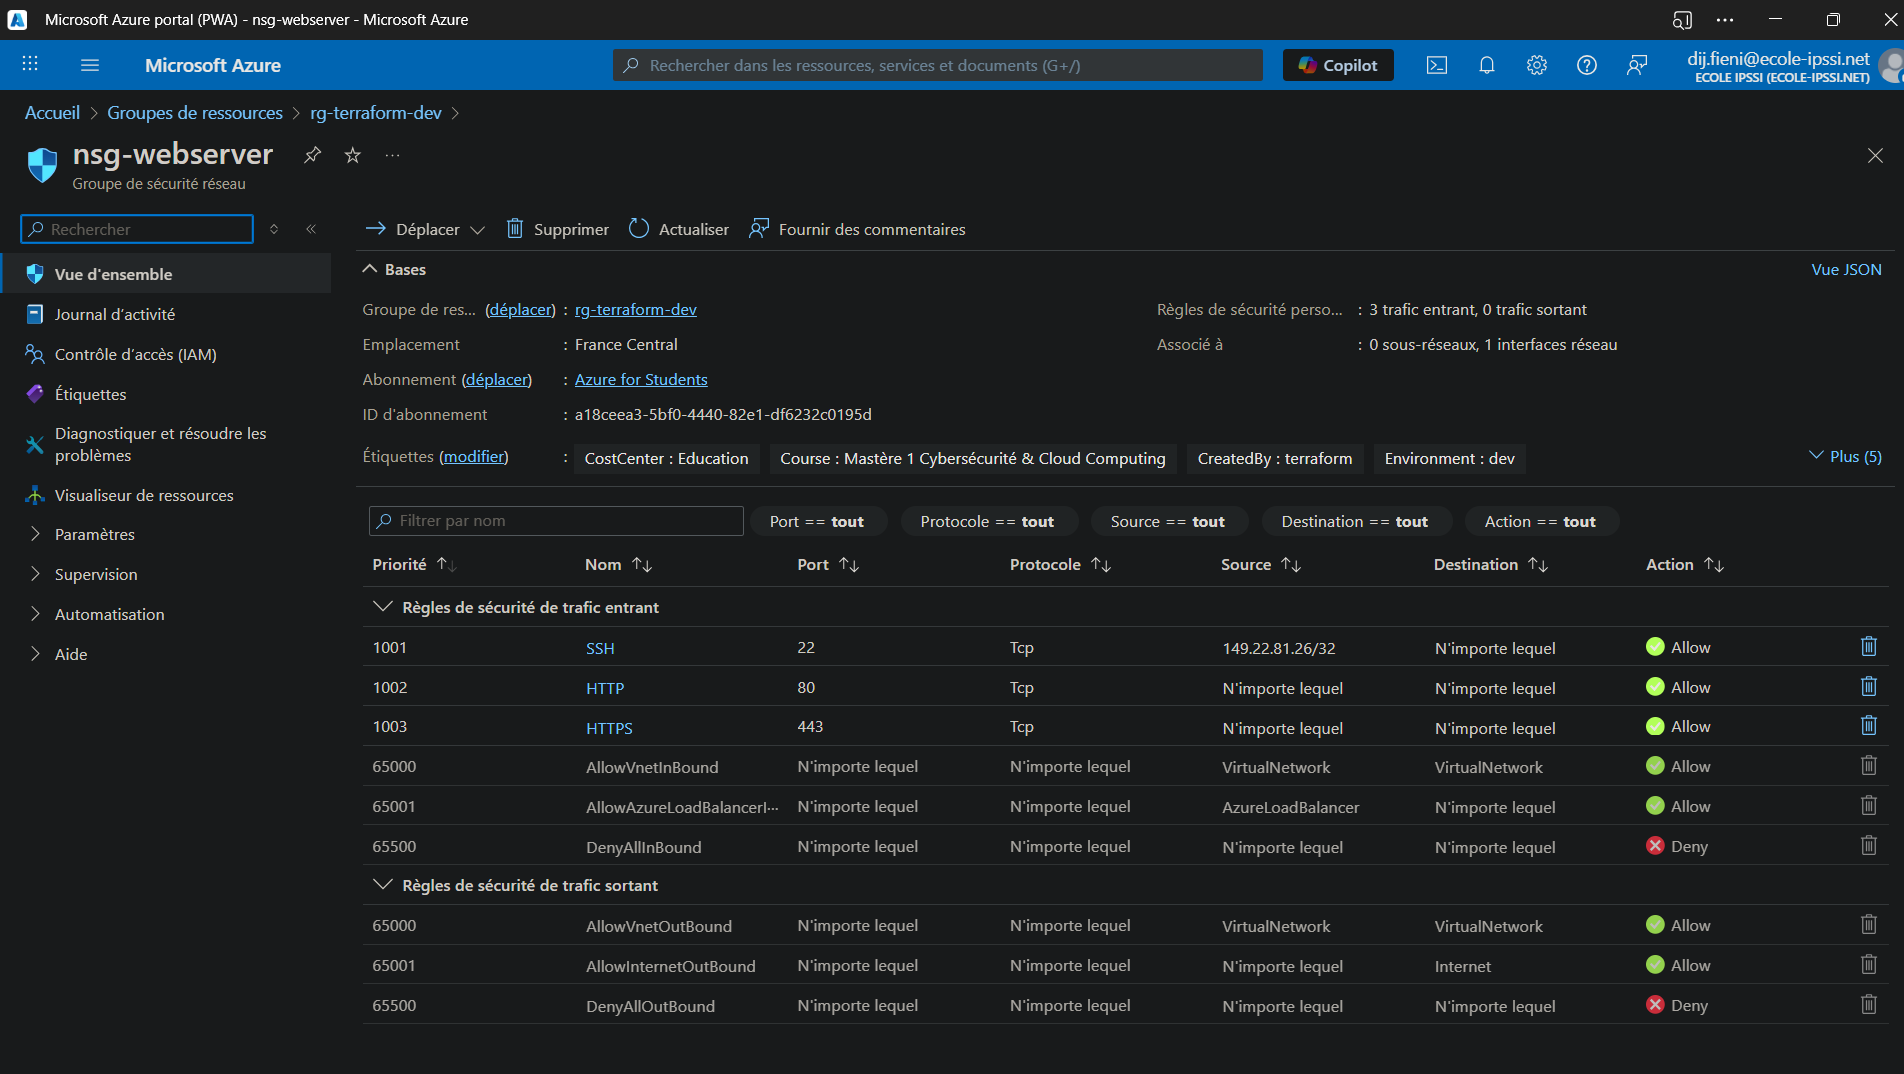 Microsoft Azure portal (PWA) - nsg-webserver - Microsoft Azure
Microsoft Azure
Rechercher dans les ressources, services et documents (G+/)
Copilot
dij.fieni@ecole-ipssi.net
ECOLE IPSSI (ECOLE-IPSSI.NET)
Accueil > Groupes de ressources > rg-terraform-dev >
nsg-webserver
Groupe de sécurité réseau
Rechercher
Vue d'ensemble
Journal d'activité
Contrôle d'accès (IAM)
Étiquettes
Diagnostiquer et résoudre les
problèmes
Visualiseur de ressources
Paramètres
Supervision
Automatisation
Aide
Déplacer Supprimer Actualiser Fournir des commentaires
Bases Vue JSON
Groupe de res... (déplacer) : rg-terraform-dev
Emplacement : France Central
Abonnement (déplacer) : Azure for Students
ID d'abonnement : a18ceea3-5bf0-4440-82e1-df6232c0195d
Règles de sécurité perso... : 3 trafic entrant, 0 trafic sortant
Associé à : 0 sous-réseaux, 1 interfaces réseau
Étiquettes (modifier) : CostCenter : Education Course : Mastère 1 Cybersécurité & Cloud Computing CreatedBy : terraform Environment : dev Plus (5)
Filtrer par nom Port == tout Protocole == tout Source == tout Destination == tout Action == tout
Priorité Nom Port Protocole Source Destination Action
Règles de sécurité de trafic entrant
1001 SSH 22 Tcp 149.22.81.26/32 N'importe lequel Allow
1002 HTTP 80 Tcp N'importe lequel N'importe lequel Allow
1003 HTTPS 443 Tcp N'importe lequel N'importe lequel Allow
65000 AllowVnetInBound N'importe lequel N'importe lequel VirtualNetwork VirtualNetwork Allow
65001 AllowAzureLoadBalancerI... N'importe lequel N'importe lequel AzureLoadBalancer N'importe lequel Allow
65500 DenyAllInBound N'importe lequel N'importe lequel N'importe lequel N'importe lequel Deny
Règles de sécurité de trafic sortant
65000 AllowVnetOutBound N'importe lequel N'importe lequel VirtualNetwork VirtualNetwork Allow
65001 AllowInternetOutBound N'importe lequel N'importe lequel N'importe lequel Internet Allow
65500 DenyAllOutBound N'importe lequel N'importe lequel N'importe lequel N'importe lequel Deny